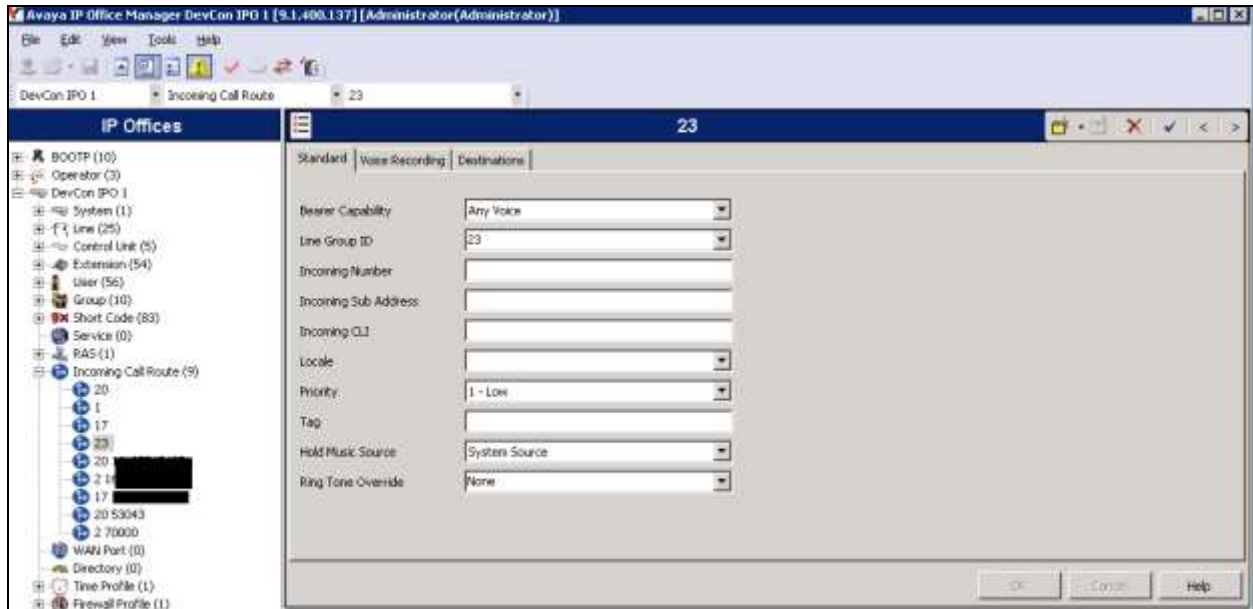 Avaya IP Office Manager DevCon IPO 1 [9.1.400.137] [Administrator(Administrator)]
File Edit View Tools Help
DevCon IPO 1 Incoming Call Route 23
IP Offices
23
BOOTP (10)
Operator (3)
DevCon IPO 1
System (1)
Line (25)
Control Unit (5)
Extension (54)
User (56)
Group (10)
Short Code (83)
Service (0)
RAS (1)
Incoming Call Route (9)
20
1
17
23
20
2
17
20 53043
2 70000
WAN Port (0)
Directory (0)
Time Profile (1)
Firewall Profile (1)
Standard Voice Recording Destinations
Bearer Capability Any Voice
Line Group ID 23
Incoming Number
Incoming Sub Address
Incoming CLI
Locale
Priority 1 - Low
Tag
Hold Music Source System Source
Ring Tone Override None
OK Cancel Help